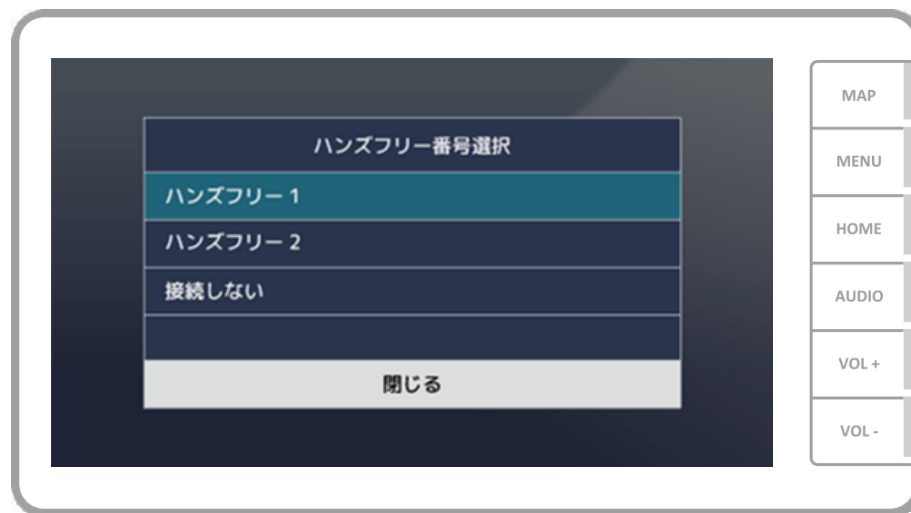 ハンズフリー番号選択
ハンズフリー 1
ハンズフリー 2
接続しない
閉じる
MAP
MENU
HOME
AUDIO
VOL +
VOL -